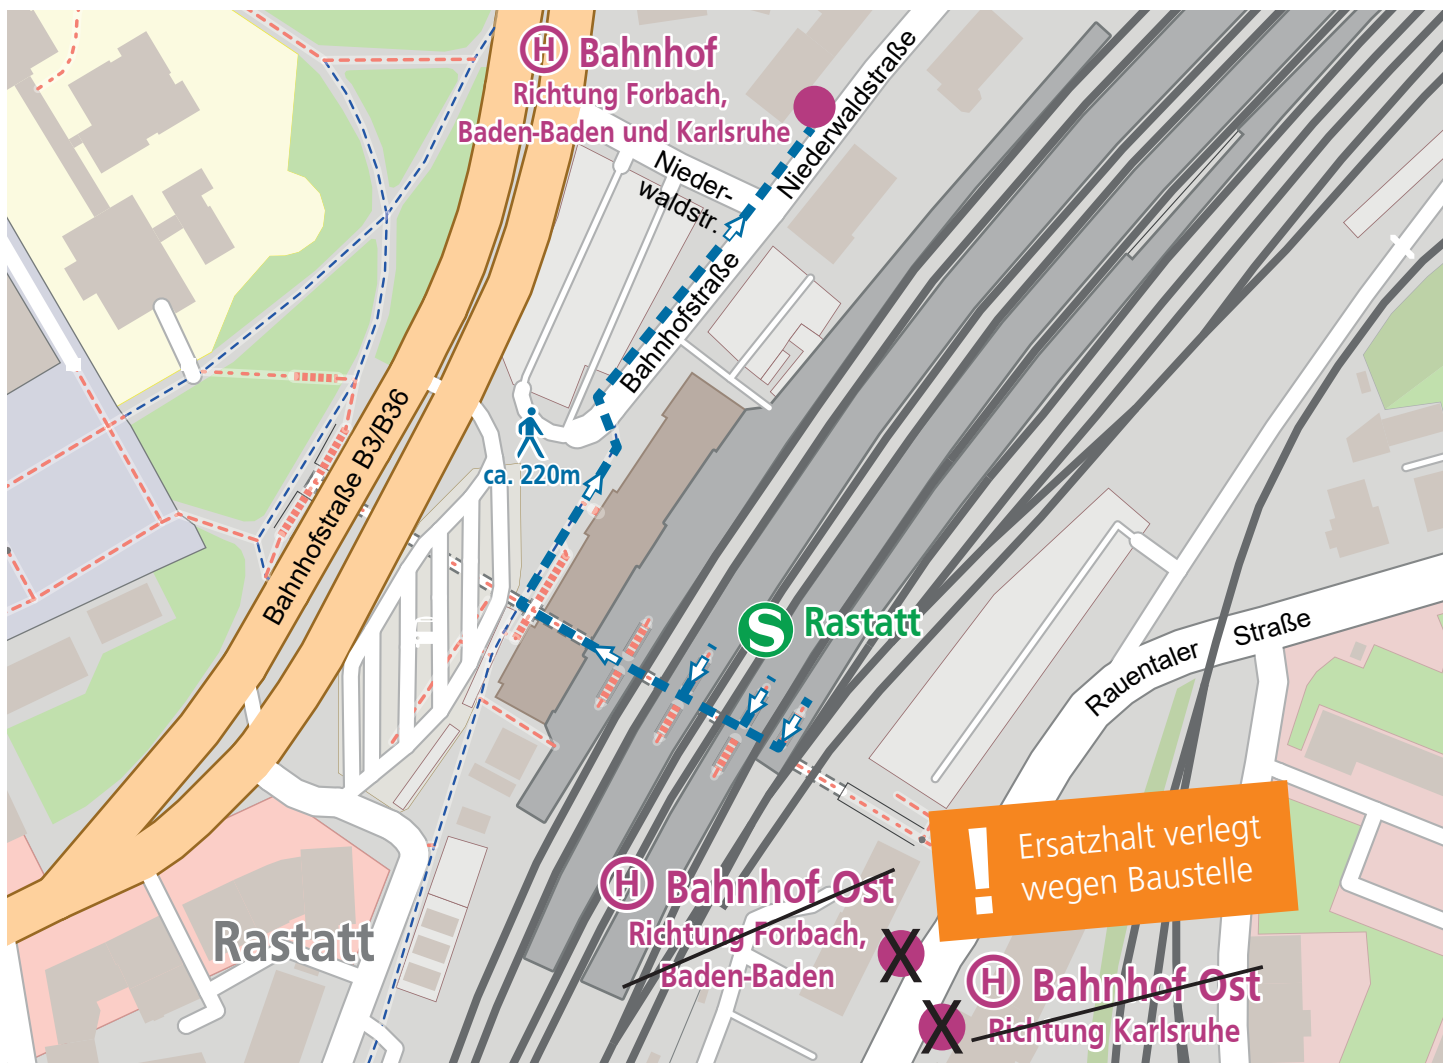 H Bahnhof
Richtung Forbach,
Baden-Baden und Karlsruhe
Niederwaldstraße
Nieder-
waldstr.
Bahnhofstraße
Bahnhofstraße B3/B36
ca. 220m
S Rastatt
Rauentaler Straße
! Ersatzhalt verlegt
wegen Baustelle
H Bahnhof Ost
Richtung Forbach,
Baden-Baden
X
Rastatt
H Bahnhof Ost
Richtung Karlsruhe
X